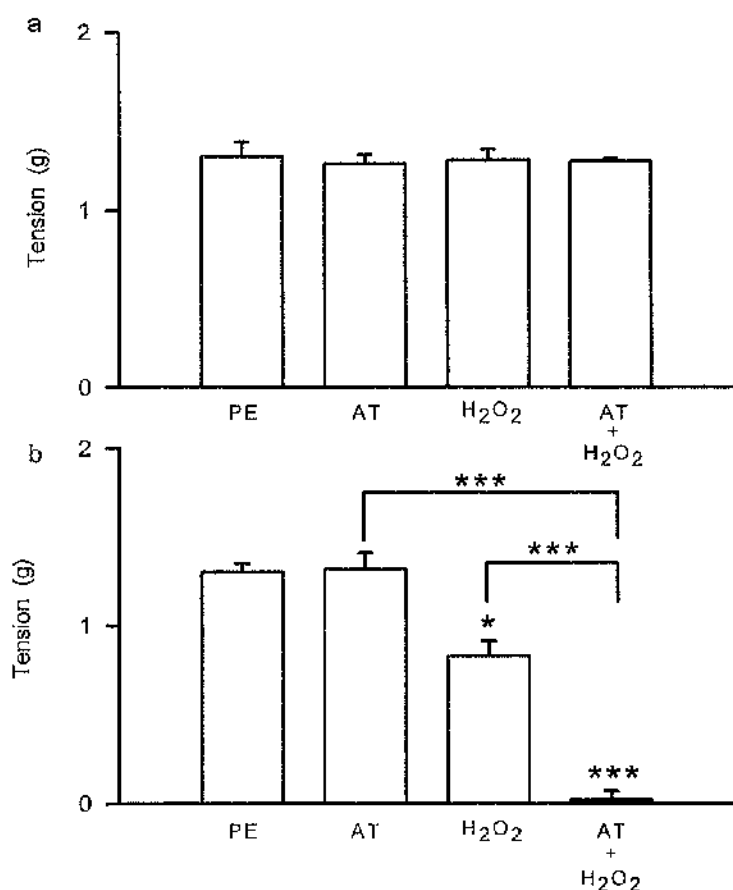 a
2
Tension (g)
1
0
PE AT H₂O₂ AT
+
H₂O₂
b
2
***
***
Tension (g)
1
*
***
0
PE AT H₂O₂ AT
+
H₂O₂